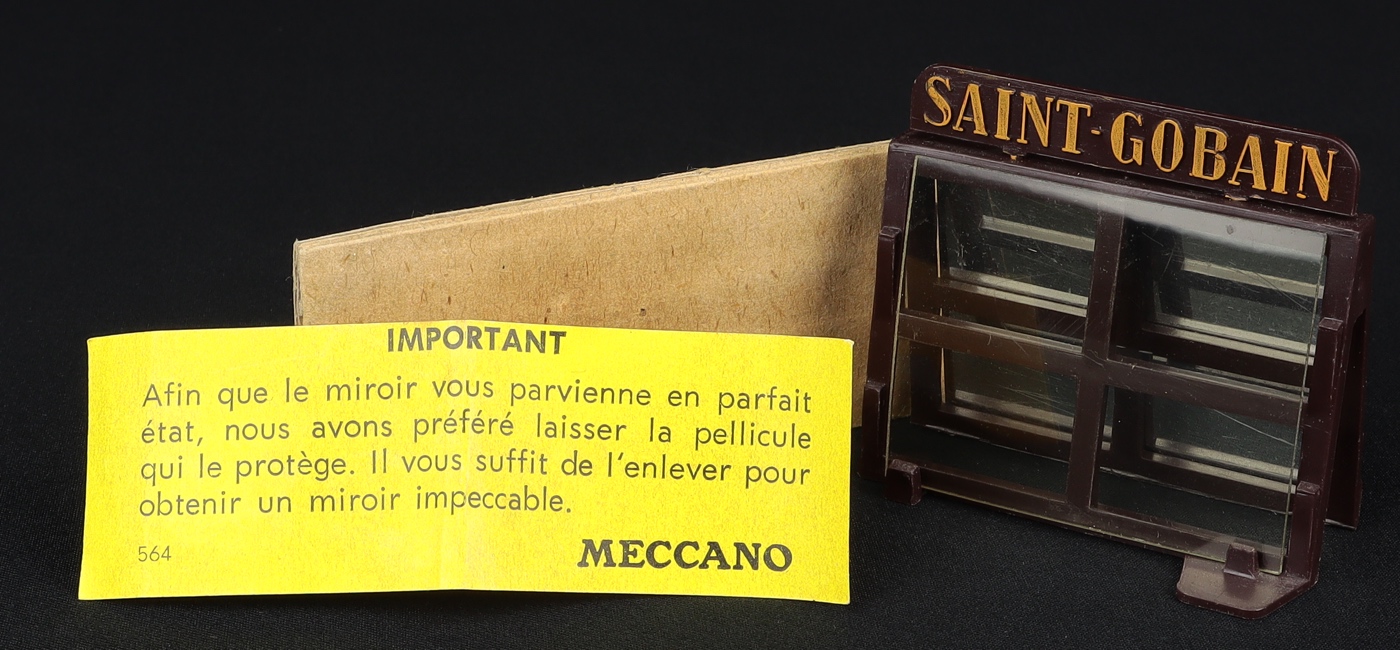 SAINT-GOBAIN
IMPORTANT
Afin que le miroir vous parvienne en parfait
état, nous avons préféré laisser la pellicule
qui le protège. Il vous suffit de l'enlever pour
obtenir un miroir impeccable.
564
MECCANO